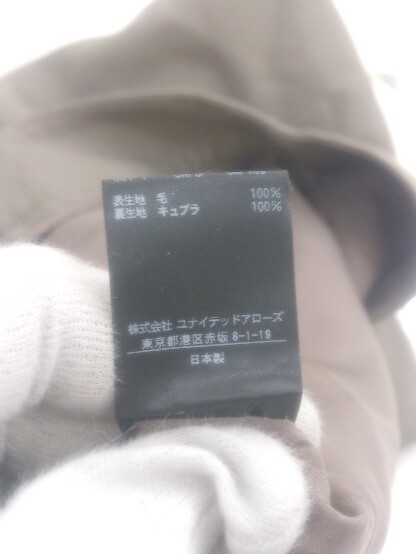 表生地 毛 100%
裏生地 キュプラ 100%
株式会社 ユナイテッドアローズ
東京都港区赤坂 8-1-19
日本製